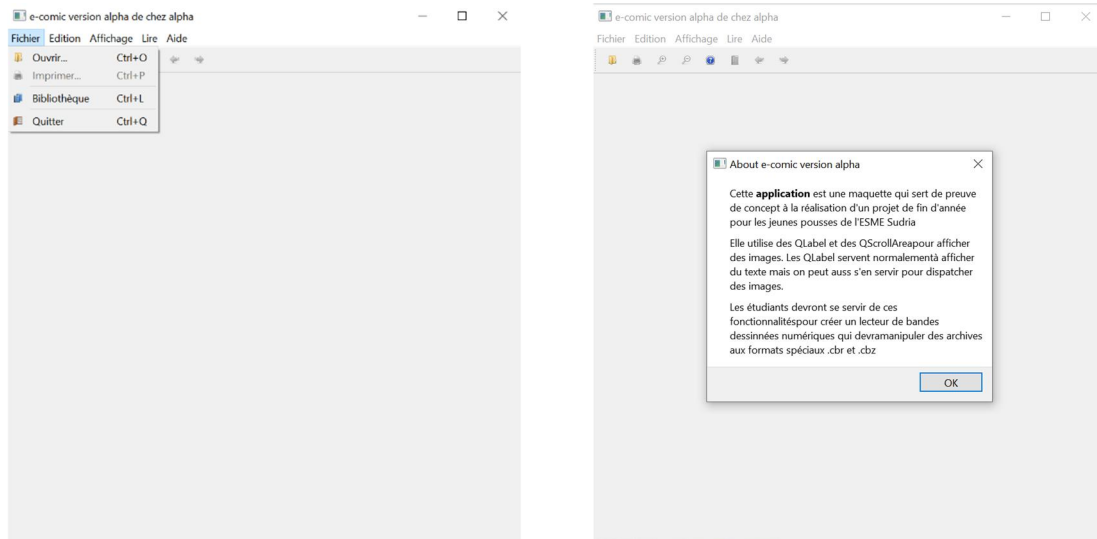 e-comic version alpha de chez alpha
Fichier Edition Affichage Lire Aide
Ouvrir... Ctrl+O
Imprimer... Ctrl+P
Bibliothèque Ctrl+L
Quitter Ctrl+Q
e-comic version alpha de chez alpha
Fichier Edition Affichage Lire Aide
About e-comic version alpha
Cette application est une maquette qui sert de preuve
de concept à la réalisation d'un projet de fin d'année
pour les jeunes pousses de l'ESME Sudria
Elle utilise des QLabel et des QScrollAreapour afficher
des images. Les QLabel servent normalementà afficher
du texte mais on peut auss s'en servir pour dispatcher
des images.
Les étudiants devront se servir de ces
fonctionnalitéspour créer un lecteur de bandes
dessinnées numériques qui devramanipuler des archives
aux formats spéciaux .cbr et .cbz
OK